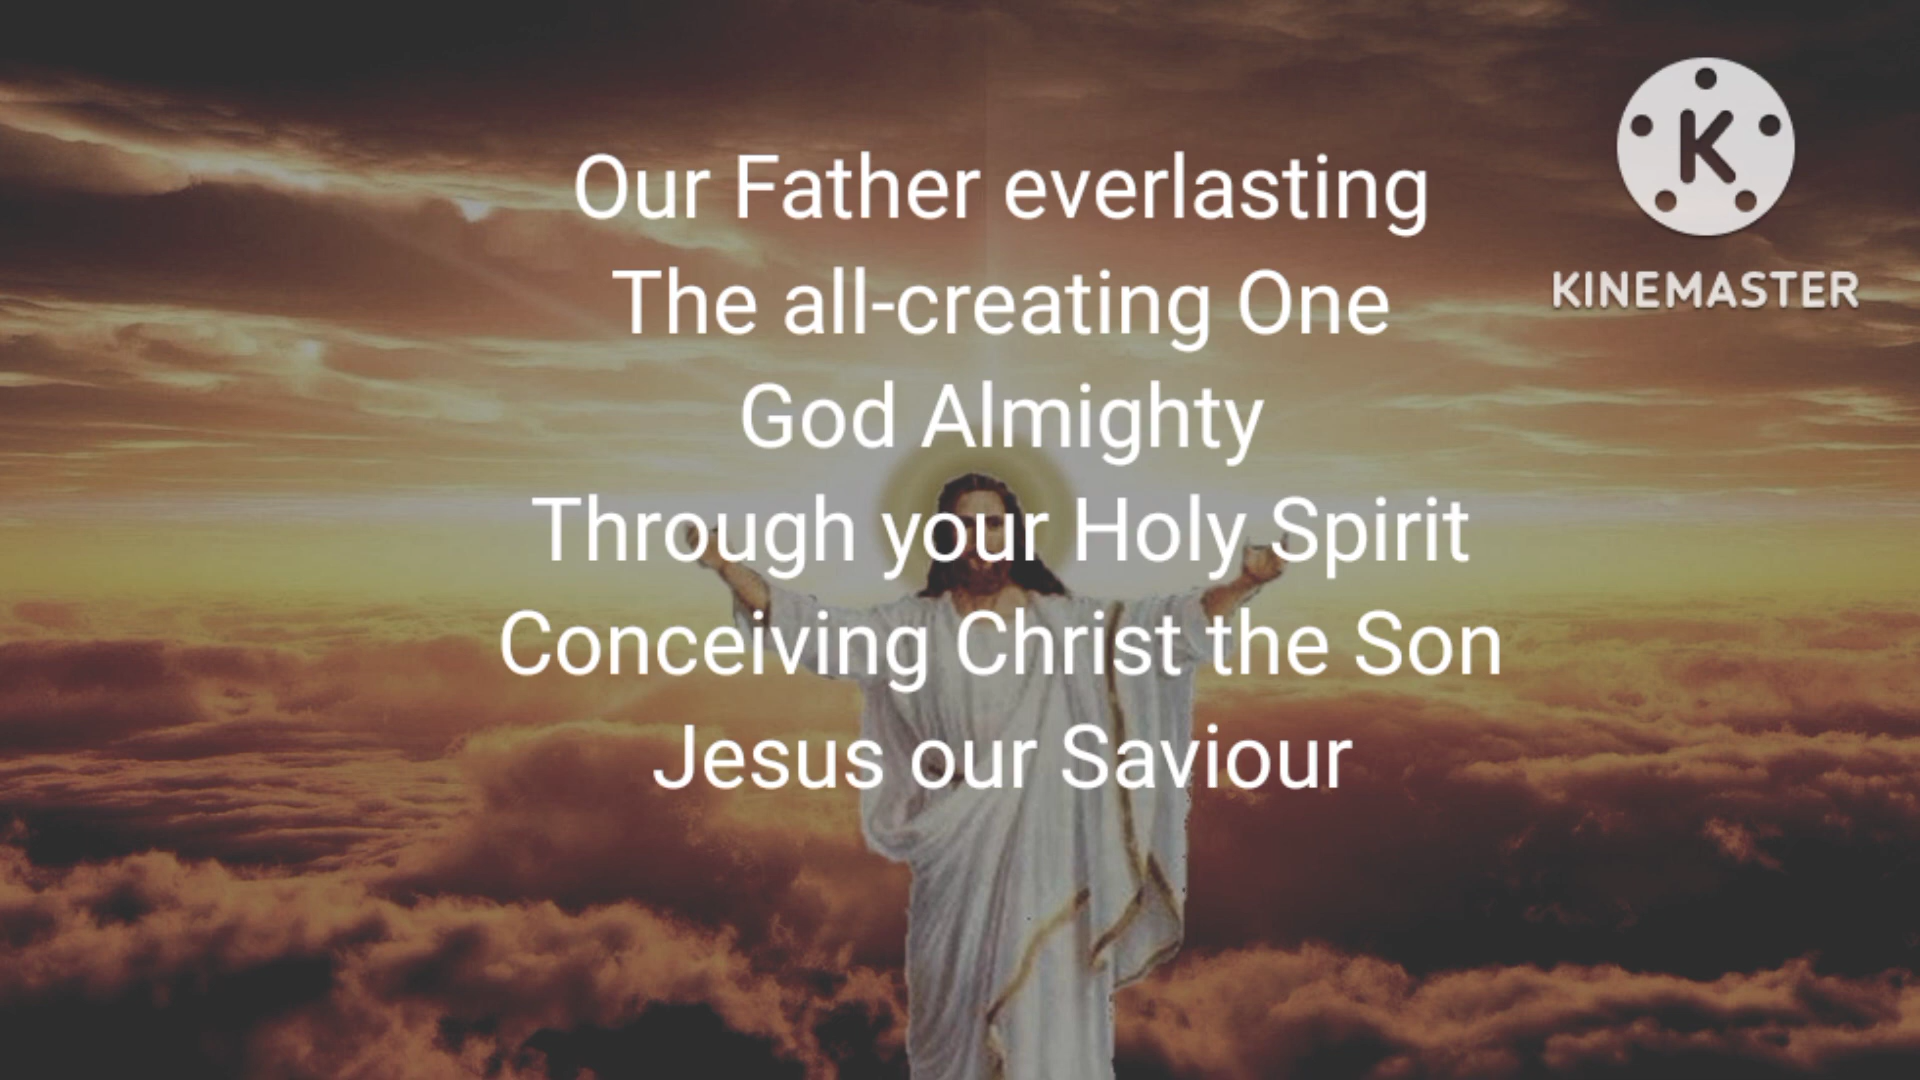 Our Father everlasting
The all-creating One
God Almighty
Through your Holy Spirit
Conceiving Christ the Son
Jesus our Saviour
K
KINEMASTER